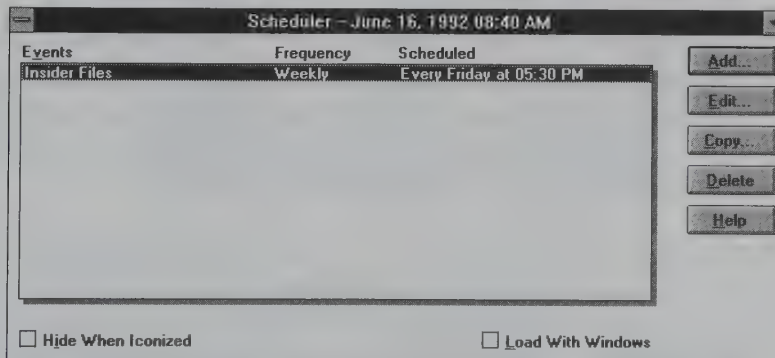 Scheduler – June 16, 1992 08:40 AM
Events Frequency Scheduled
Insider Files Weekly Every Friday at 05:30 PM
Add...
Edit...
Copy...
Delete
Help
Hide When Iconized
Load With Windows